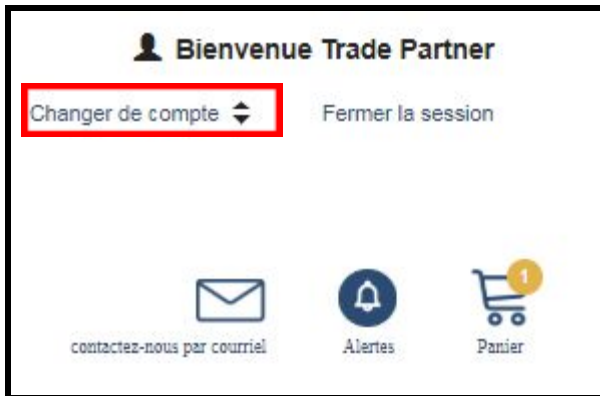 Bienvenue Trade Partner
Changer de compte Fermer la session
1
contactez-nous par courriel Alertes Panier